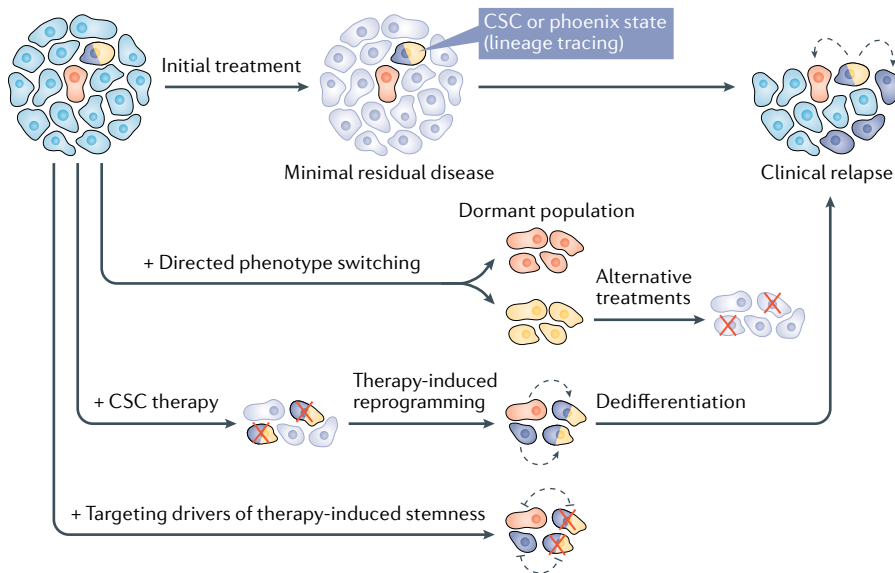 CSC or phoenix state
(lineage tracing)
Initial treatment
Minimal residual disease
Clinical relapse
Dormant population
+ Directed phenotype switching
Alternative
treatments
+ CSC therapy
Therapy-induced
reprogramming
Dedifferentiation
+ Targeting drivers of therapy-induced stemness